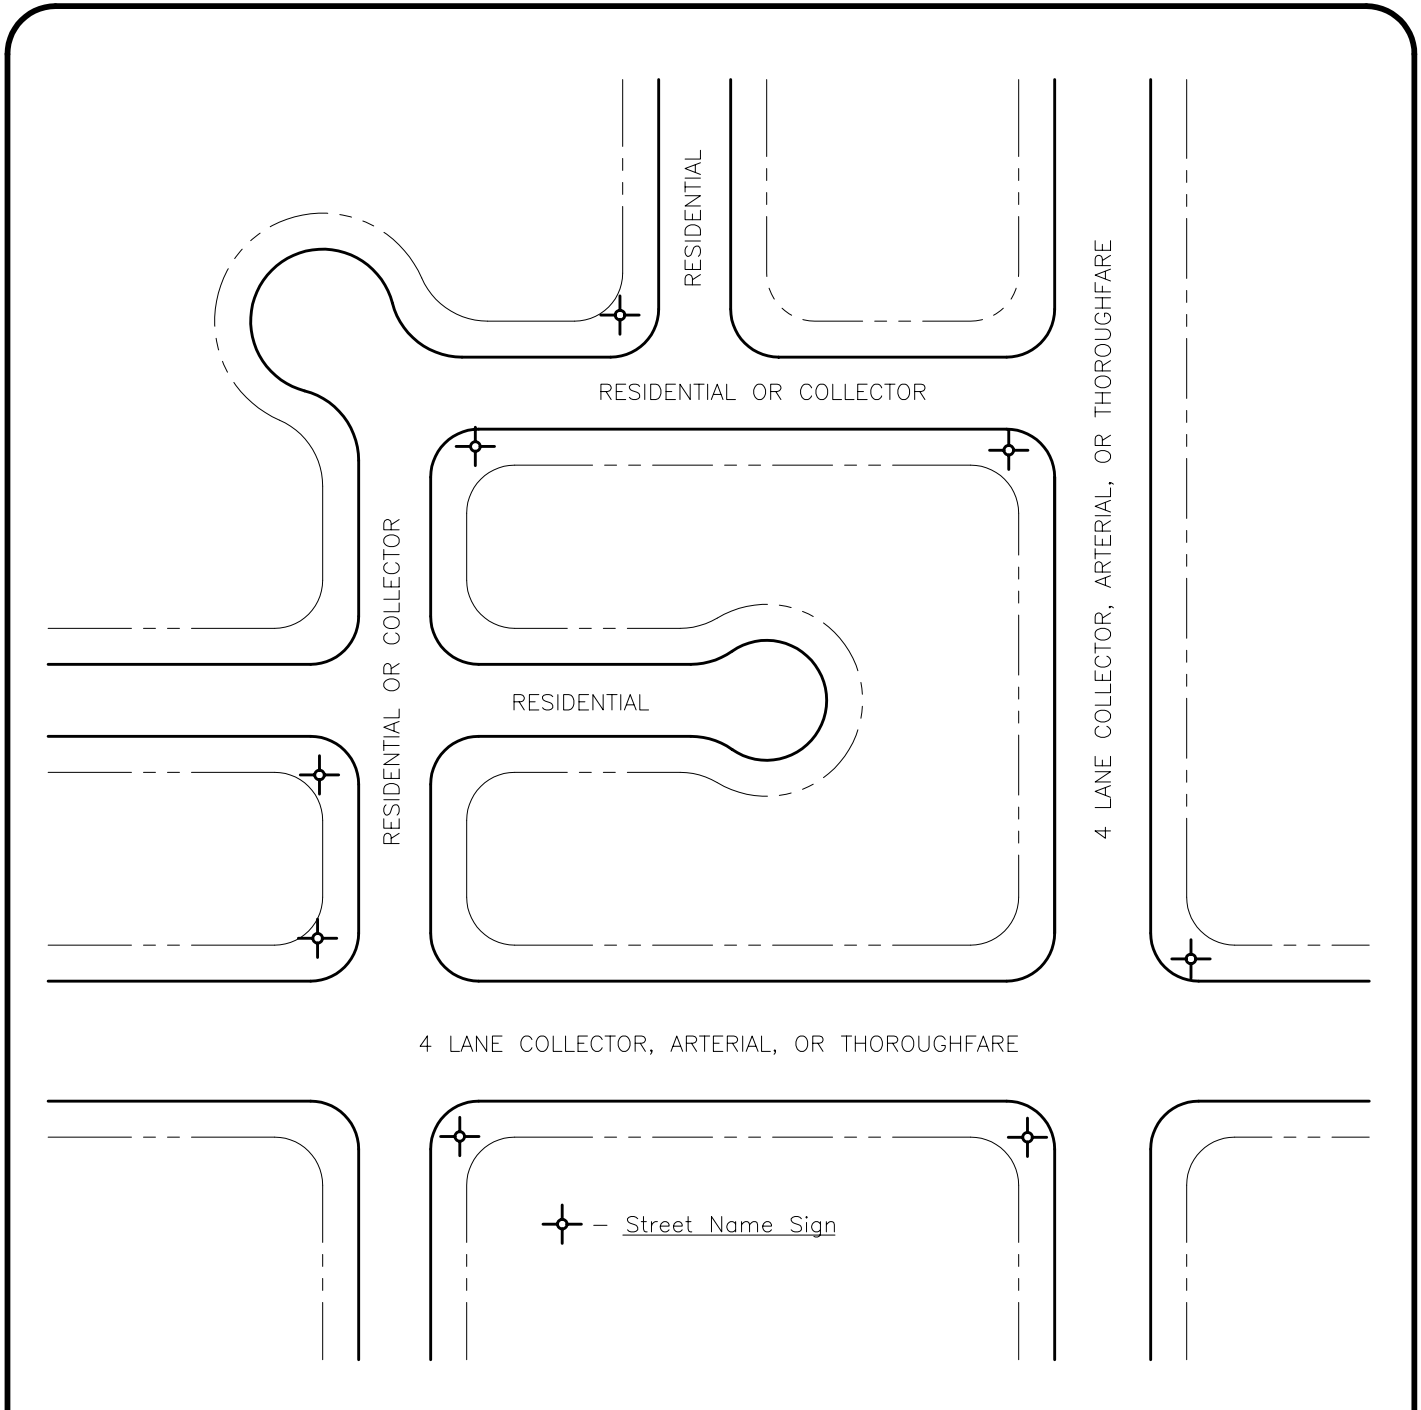 RESIDENTIAL
RESIDENTIAL OR COLLECTOR
4 LANE COLLECTOR, ARTERIAL, OR THOROUGHFARE
RESIDENTIAL OR COLLECTOR
RESIDENTIAL
4 LANE COLLECTOR, ARTERIAL, OR THOROUGHFARE
– Street Name Sign